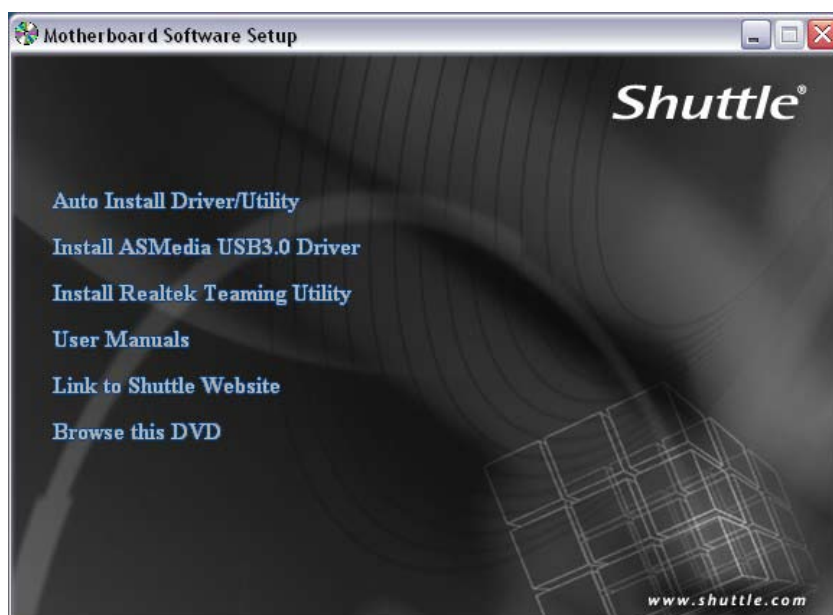 Motherboard Software Setup
Shuttle®
Auto Install Driver/Utility
Install ASMedia USB3.0 Driver
Install Realtek Teaming Utility
User Manuals
Link to Shuttle Website
Browse this DVD
www.shuttle.com